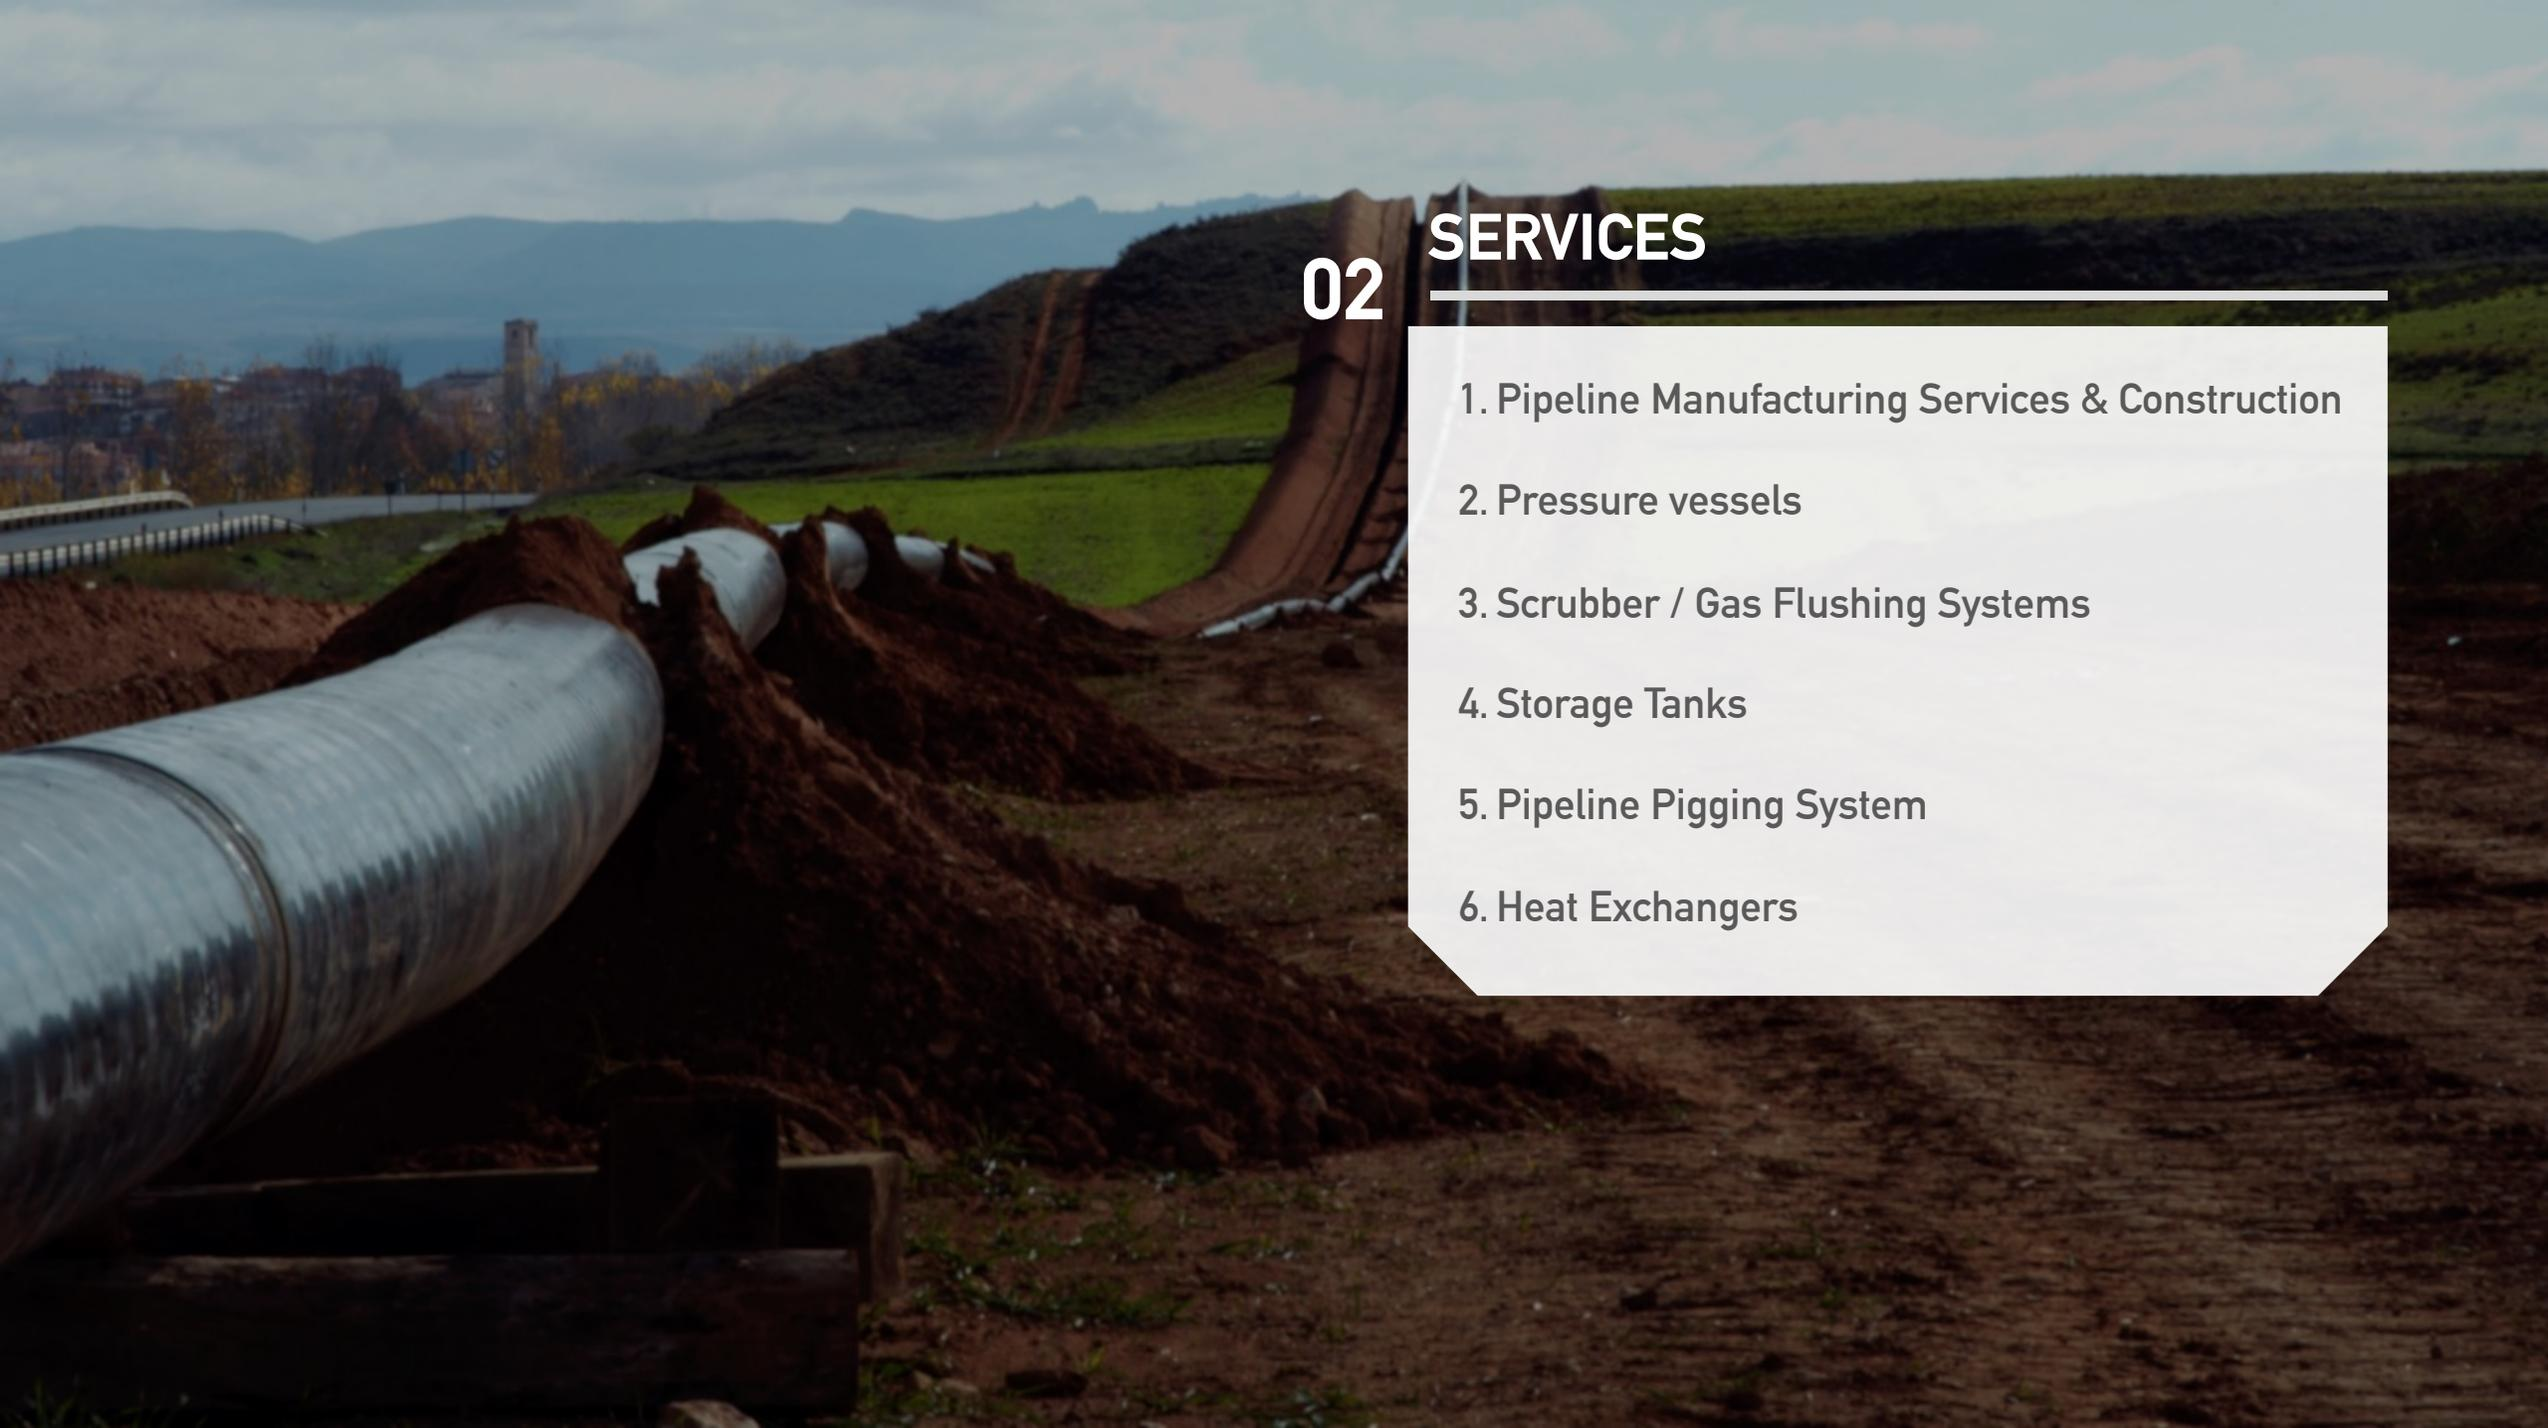 02
SERVICES
1. Pipeline Manufacturing Services & Construction
2. Pressure vessels
3. Scrubber / Gas Flushing Systems
4. Storage Tanks
5. Pipeline Pigging System
6. Heat Exchangers